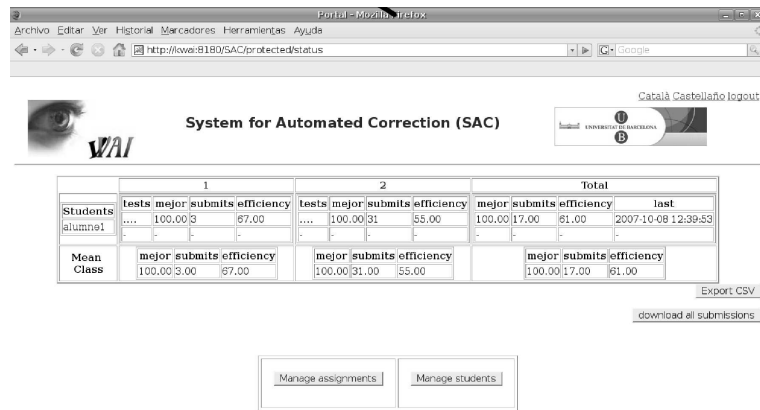 Portal - Mozilla Firefox
Archivo Editar Ver Historial Marcadores Herramientas Ayuda
http://kwai:8180/SAC/protected/status
Google
Català Castellaño logout
WAI
System for Automated Correction (SAC)
UNIVERSITAT DE BARCELONA
U
B
1 2 Total
Students tests mejor submits efficiency tests mejor submits efficiency mejor submits efficiency last
alumne1 .... 100.00 3 67.00 .... 100.00 31 55.00 100.00 17.00 61.00 2007-10-08 12:39:53
- - - - - - - - - - - -
Mean Class mejor submits efficiency mejor submits efficiency mejor submits efficiency
100.00 3.00 67.00 100.00 31.00 55.00 100.00 17.00 61.00
Export CSV
download all submissions
Manage assignments Manage students